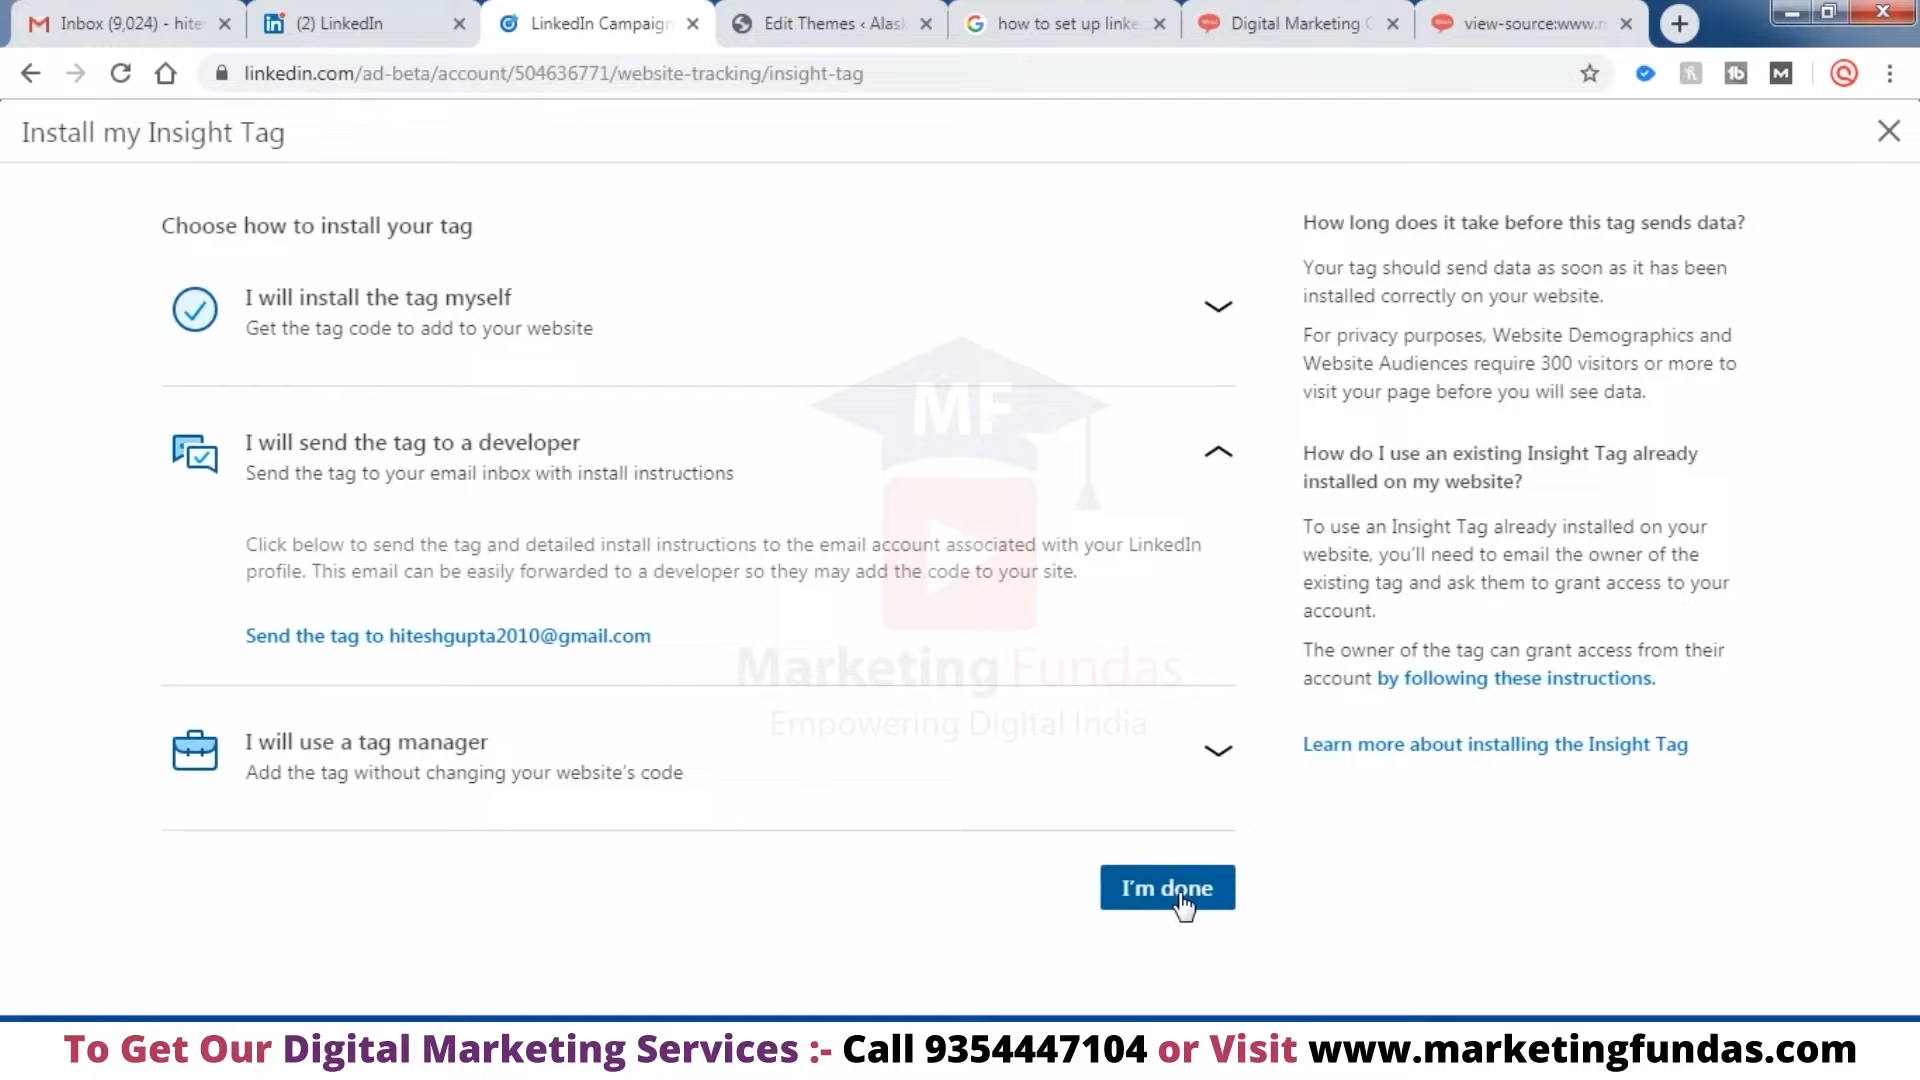 Inbox (9,024) - hite
(2) LinkedIn
LinkedIn Campaign
Edit Themes ‹ Alas
how to set up linke
Digital Marketing C
view-source:www.
linkedin.com/ad-beta/account/504636771/website-tracking/insight-tag
Install my Insight Tag
Choose how to install your tag
I will install the tag myself
Get the tag code to add to your website
I will send the tag to a developer
Send the tag to your email inbox with install instructions
Click below to send the tag and detailed install instructions to the email account associated with your LinkedIn
profile. This email can be easily forwarded to a developer so they may add the code to your site.
Send the tag to hiteshgupta2010@gmail.com
I will use a tag manager
Add the tag without changing your website's code
I'm done
How long does it take before this tag sends data?
Your tag should send data as soon as it has been
installed correctly on your website.
For privacy purposes, Website Demographics and
Website Audiences require 300 visitors or more to
visit your page before you will see data.
How do I use an existing Insight Tag already
installed on my website?
To use an Insight Tag already installed on your
website, you'll need to email the owner of the
existing tag and ask them to grant access to your
account.
The owner of the tag can grant access from their
account by following these instructions.
Learn more about installing the Insight Tag
MF
Marketing Fundas
Empowering Digital India
To Get Our Digital Marketing Services :- Call 9354447104 or Visit www.marketingfundas.com